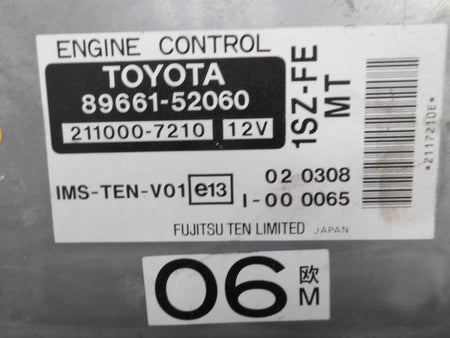 ENGINE CONTROL
TOYOTA
89661-52060
211000-7210 12V
1SZ-FE
MT
IMS-TEN-V01 e13 02 0308
I-00 0065
FUJITSU TEN LIMITED JAPAN
*2117210E*
06 欧
M